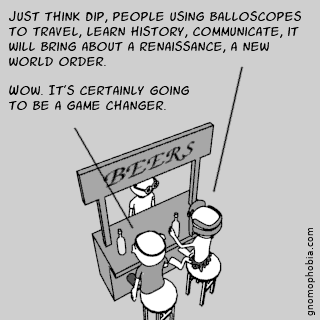 Just think Dip, people using balloscopes
to travel, learn history, communicate, it
will bring about a renaissance, a new
world order.
Wow. It's certainly going
to be a game changer.
BEERS
gnomophobia.com